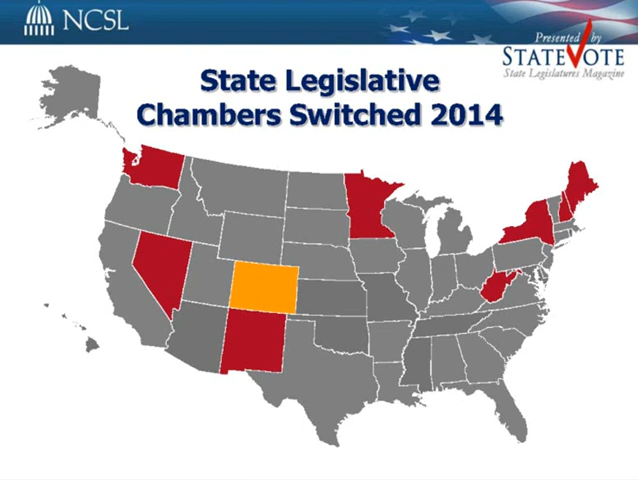 NCSL
Presented by
STATEVOTE
State Legislatures Magazine
State Legislative
Chambers Switched 2014